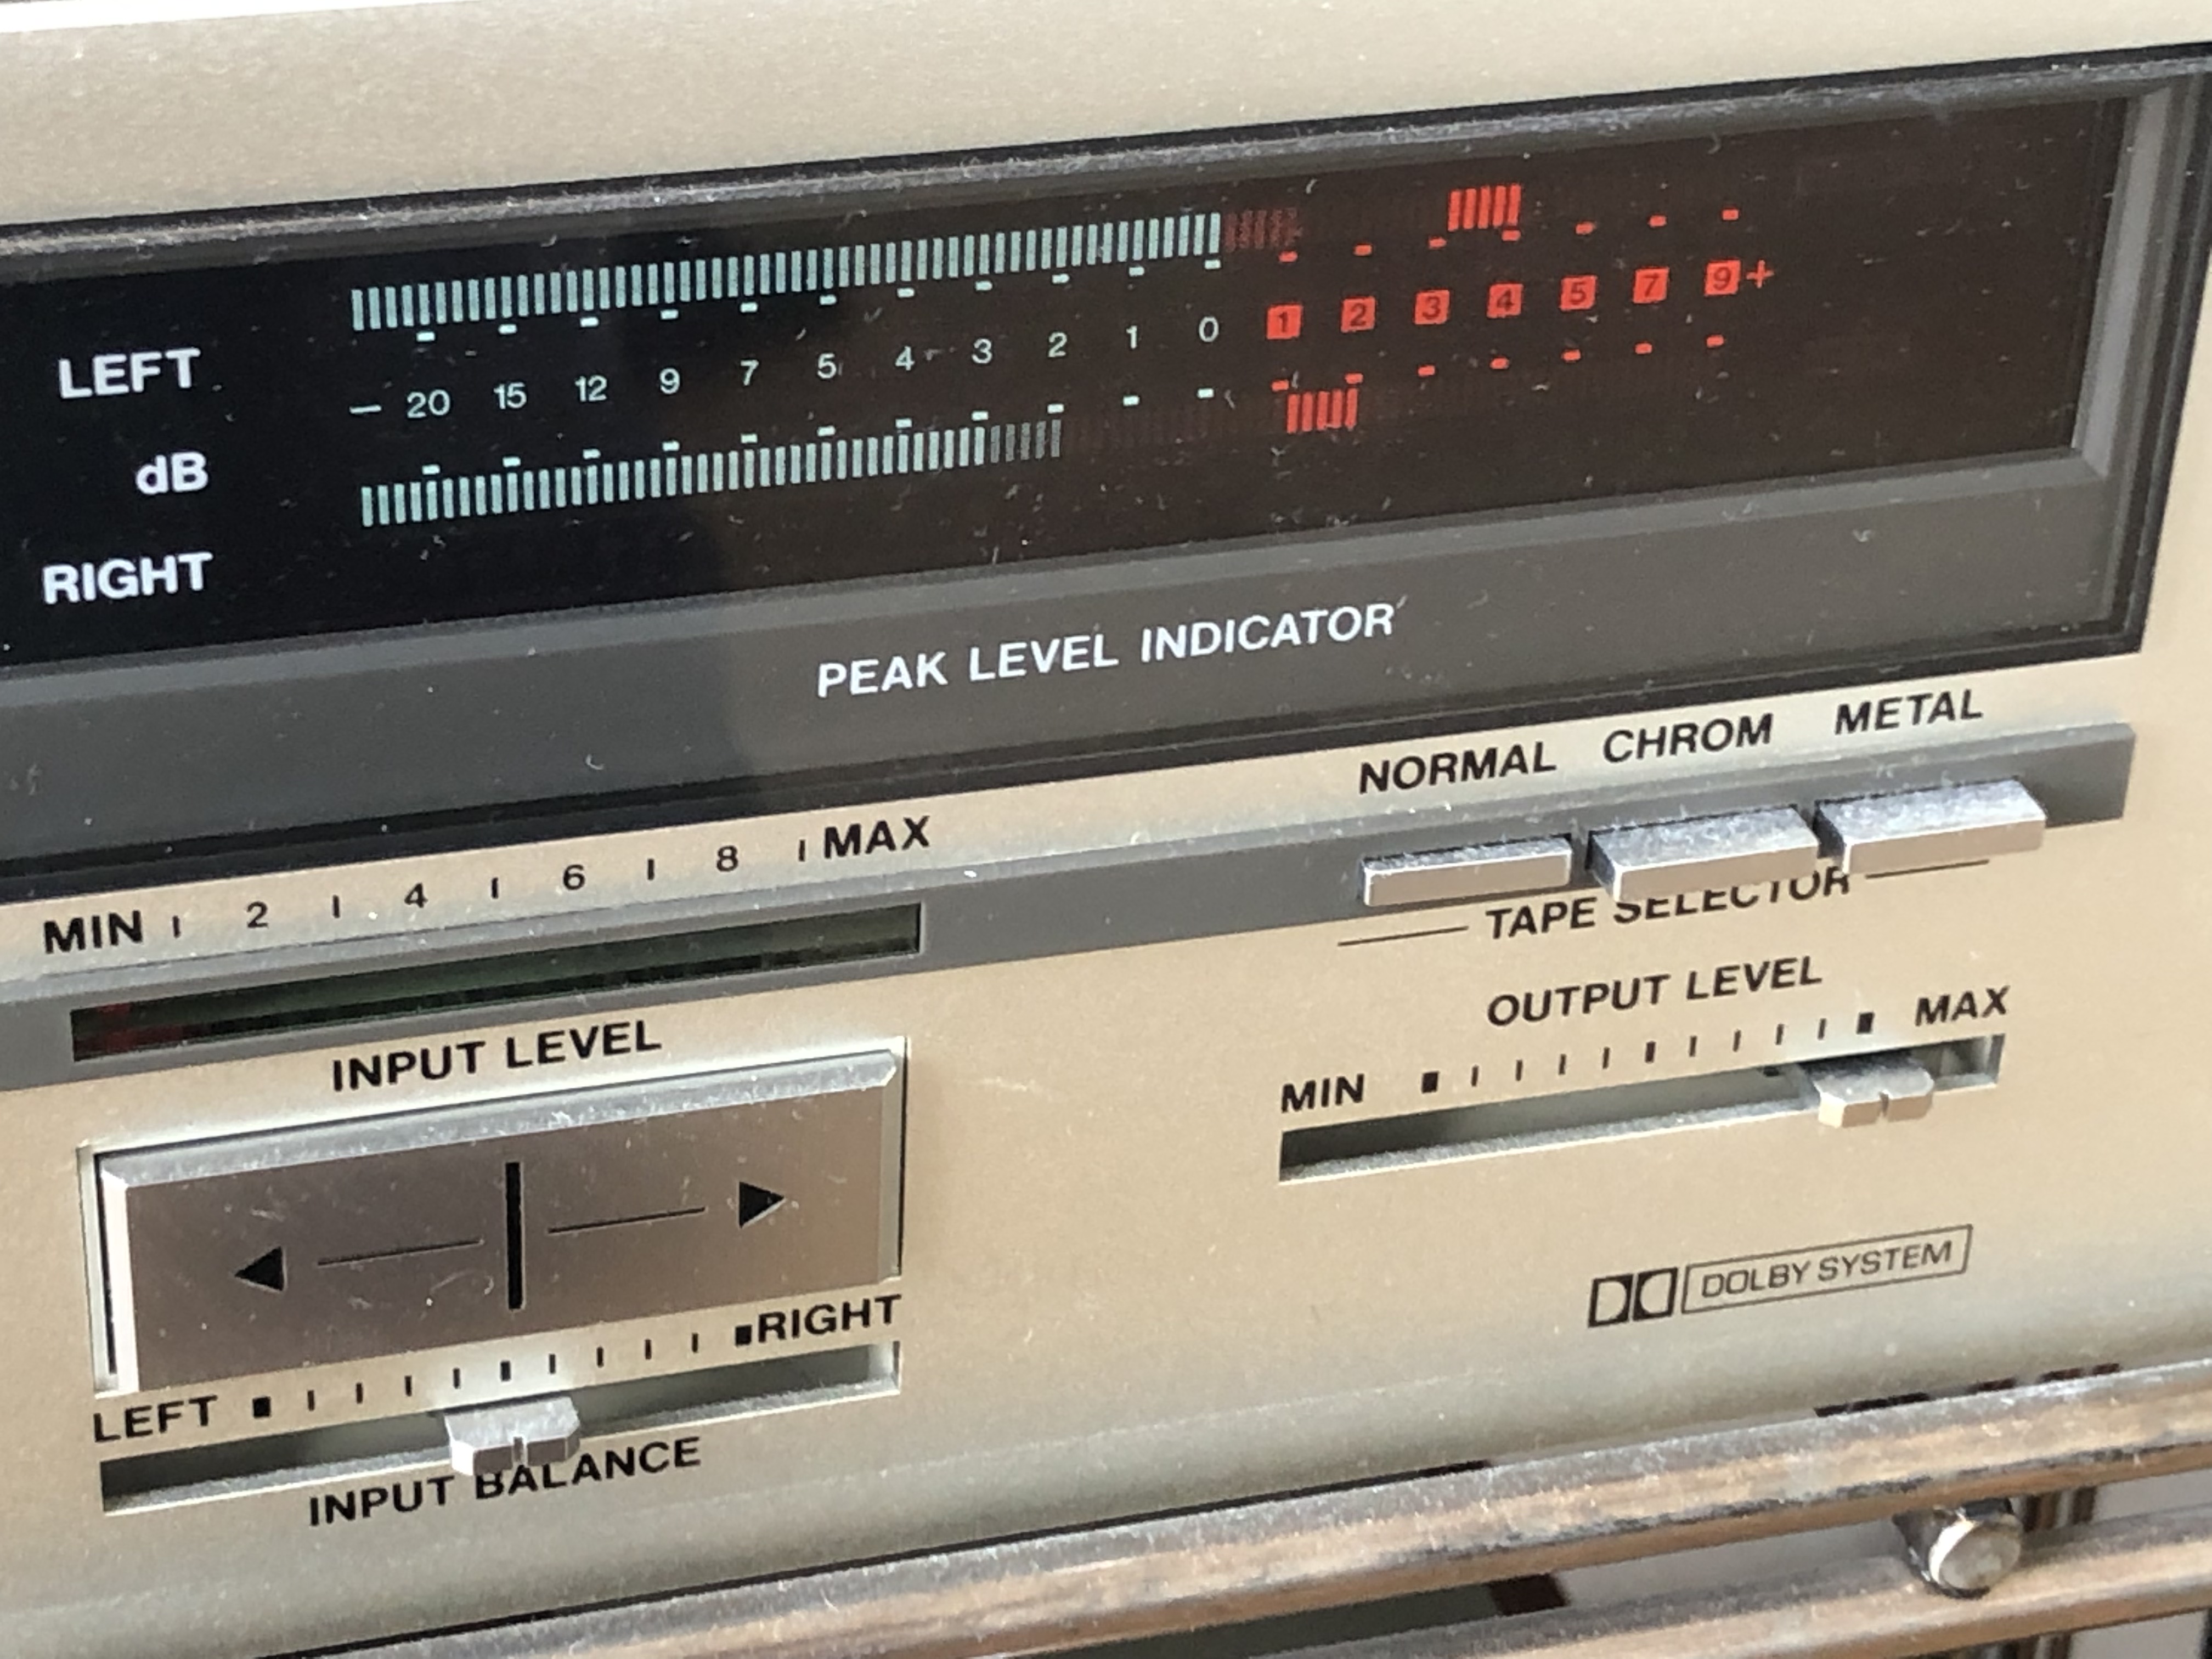 LEFT
dB
RIGHT
− 20 15 12 9 7 5 4 3 2 1 0 1 2 3 4 5 7 9 +
PEAK LEVEL INDICATOR
NORMAL CHROM METAL
TAPE SELECTOR
MIN 2 4 6 8 MAX
INPUT LEVEL
OUTPUT LEVEL
MIN MAX
DOLBY SYSTEM
LEFT RIGHT
INPUT BALANCE